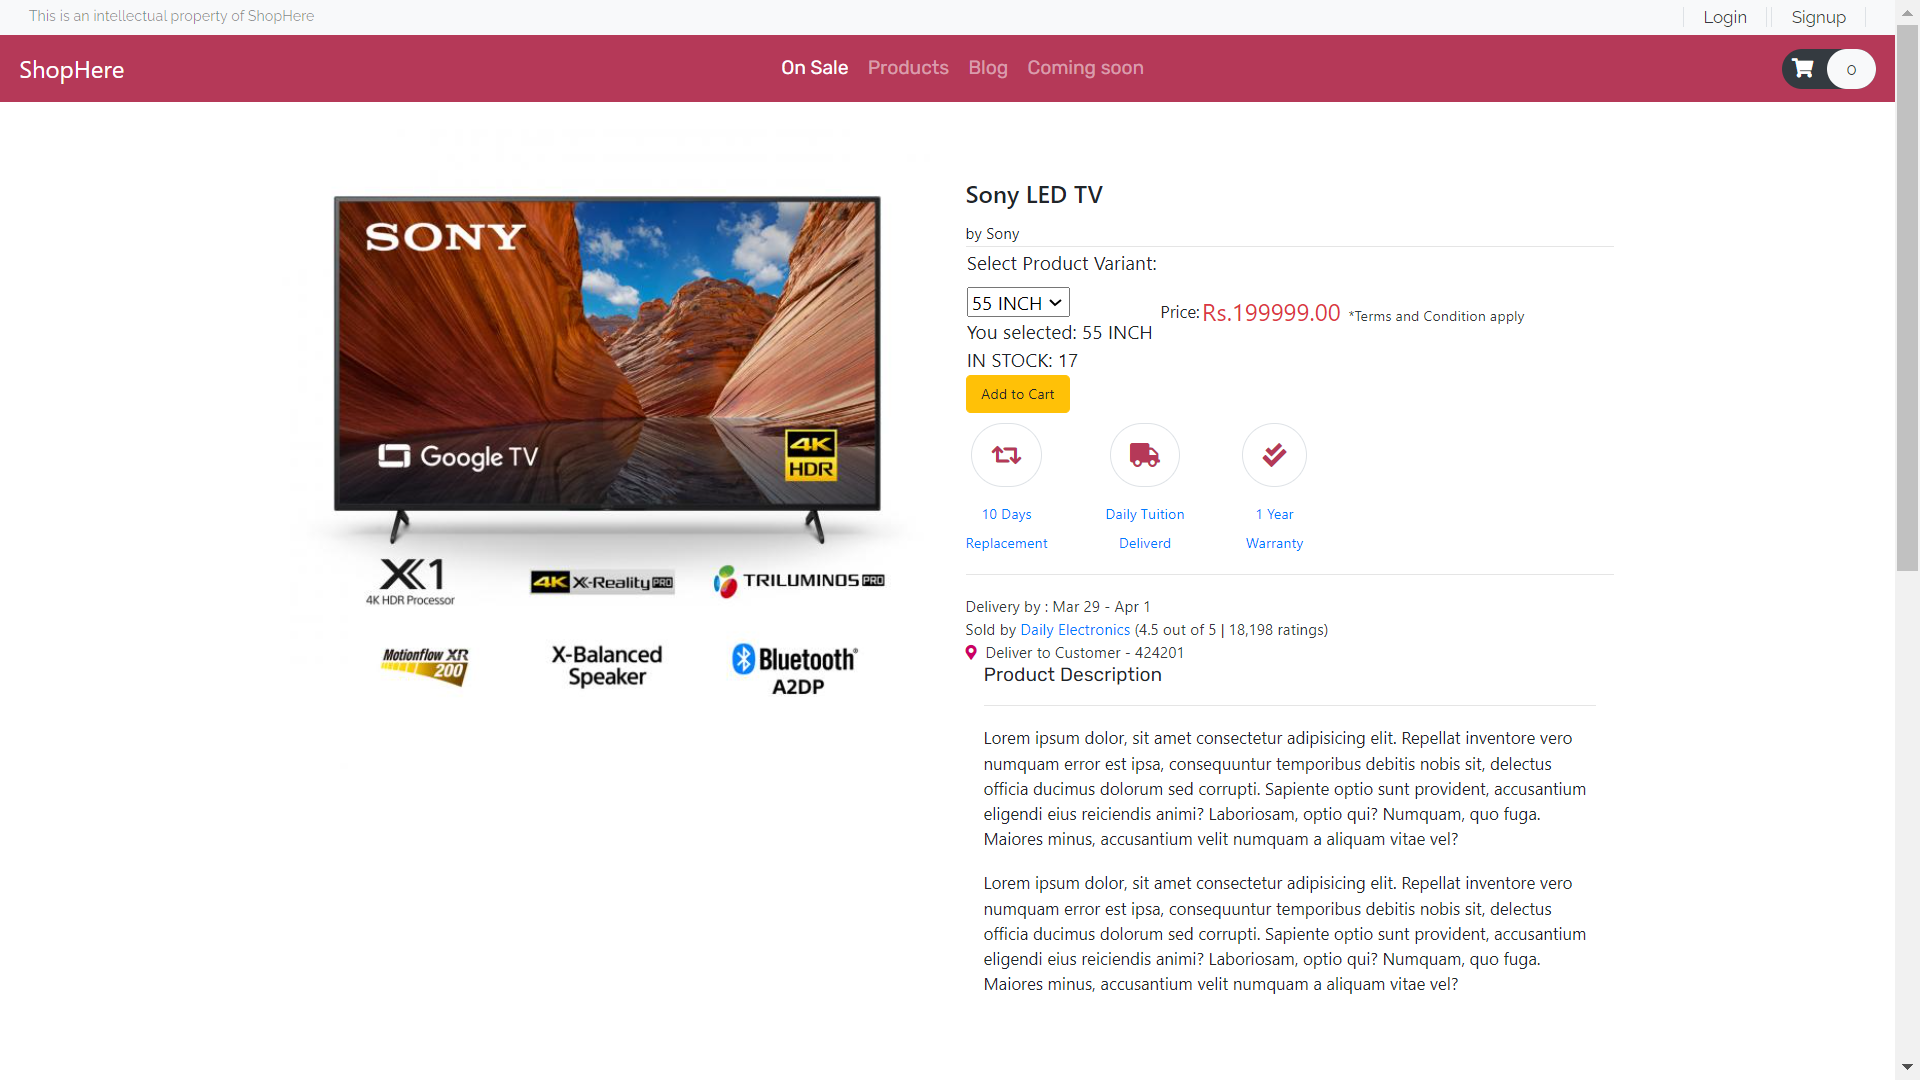 This is an intellectual property of ShopHere
Login
Signup
ShopHere
On Sale
Products
Blog
Coming soon
0
SONY
Google TV
4K
HDR
X1
4K HDR Processor
4K X-Reality PRO
TRILUMINOS PRO
Motionflow XR
200
X-Balanced
Speaker
Bluetooth®
A2DP
Sony LED TV
by Sony
Select Product Variant:
55 INCH
You selected: 55 INCH
IN STOCK: 17
Price: Rs.199999.00 *Terms and Condition apply
Add to Cart
10 Days
Replacement
Daily Tuition
Deliverd
1 Year
Warranty
Delivery by : Mar 29 - Apr 1
Sold by Daily Electronics (4.5 out of 5 | 18,198 ratings)
Deliver to Customer - 424201
Product Description
Lorem ipsum dolor, sit amet consectetur adipisicing elit. Repellat inventore vero
numquam error est ipsa, consequuntur temporibus debitis nobis sit, delectus
officia ducimus dolorum sed corrupti. Sapiente optio sunt provident, accusantium
eligendi eius reiciendis animi? Laboriosam, optio qui? Numquam, quo fuga.
Maiores minus, accusantium velit numquam a aliquam vitae vel?
Lorem ipsum dolor, sit amet consectetur adipisicing elit. Repellat inventore vero
numquam error est ipsa, consequuntur temporibus debitis nobis sit, delectus
officia ducimus dolorum sed corrupti. Sapiente optio sunt provident, accusantium
eligendi eius reiciendis animi? Laboriosam, optio qui? Numquam, quo fuga.
Maiores minus, accusantium velit numquam a aliquam vitae vel?